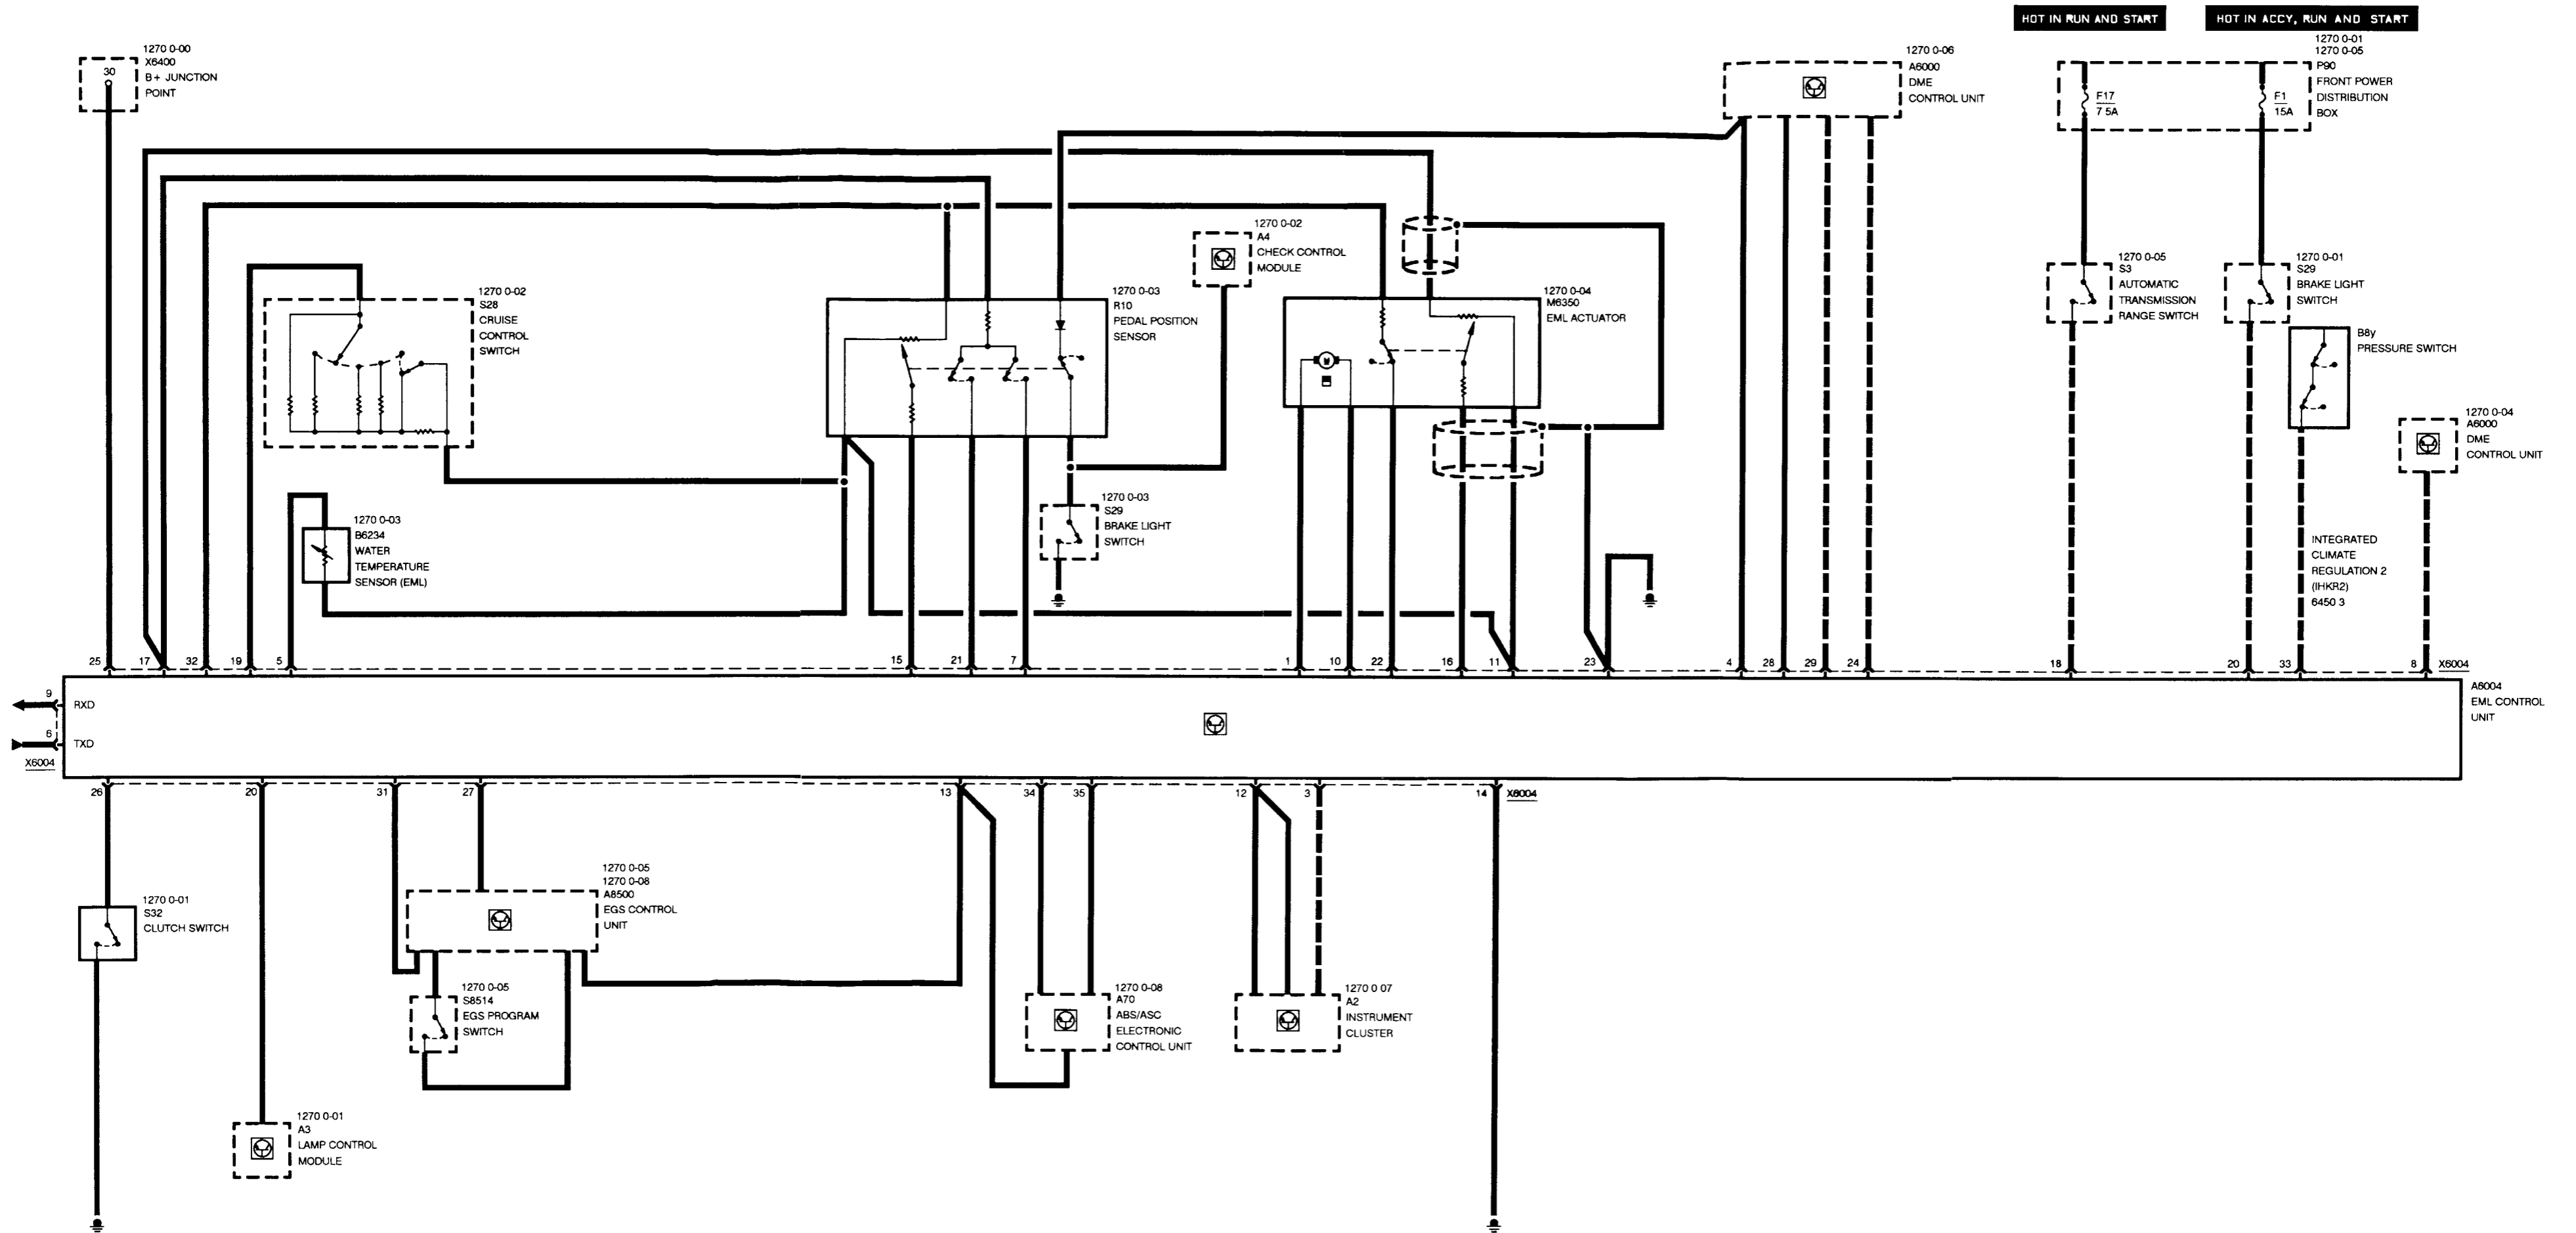 HOT IN RUN AND START
HOT IN ACCY, RUN AND START
1270 0-00
X6400
B+ JUNCTION
POINT
30
1270 0-06
A6000
DME
CONTROL UNIT
1270 0-01
1270 0-05
P90
FRONT POWER
DISTRIBUTION
BOX
F17
7 5A
F1
15A
1270 0-02
S28
CRUISE
CONTROL
SWITCH
1270 0-03
R10
PEDAL POSITION
SENSOR
1270 0-02
A4
CHECK CONTROL
MODULE
1270 0-04
M6350
EML ACTUATOR
M
1270 0-05
S3
AUTOMATIC
TRANSMISSION
RANGE SWITCH
1270 0-01
S29
BRAKE LIGHT
SWITCH
B8y
PRESSURE SWITCH
1270 0-04
A6000
DME
CONTROL UNIT
1270 0-03
B6234
WATER
TEMPERATURE
SENSOR (EML)
1270 0-03
S29
BRAKE LIGHT
SWITCH
INTEGRATED
CLIMATE
REGULATION 2
(IHKR2)
6450 3
25 17 32 19 5 15 21 7 1 10 22 16 11 23 4 28 29 24 18 20 33 8 X6004
9
RXD
6
TXD
X6004
A6004
EML CONTROL
UNIT
26 20 31 27 13 34 35 12 3 14 X6004
1270 0-01
S32
CLUTCH SWITCH
1270 0-05
1270 0-08
A8500
EGS CONTROL
UNIT
1270 0-05
S8514
EGS PROGRAM
SWITCH
1270 0-08
A70
ABS/ASC
ELECTRONIC
CONTROL UNIT
1270 0 07
A2
INSTRUMENT
CLUSTER
1270 0-01
A3
LAMP CONTROL
MODULE